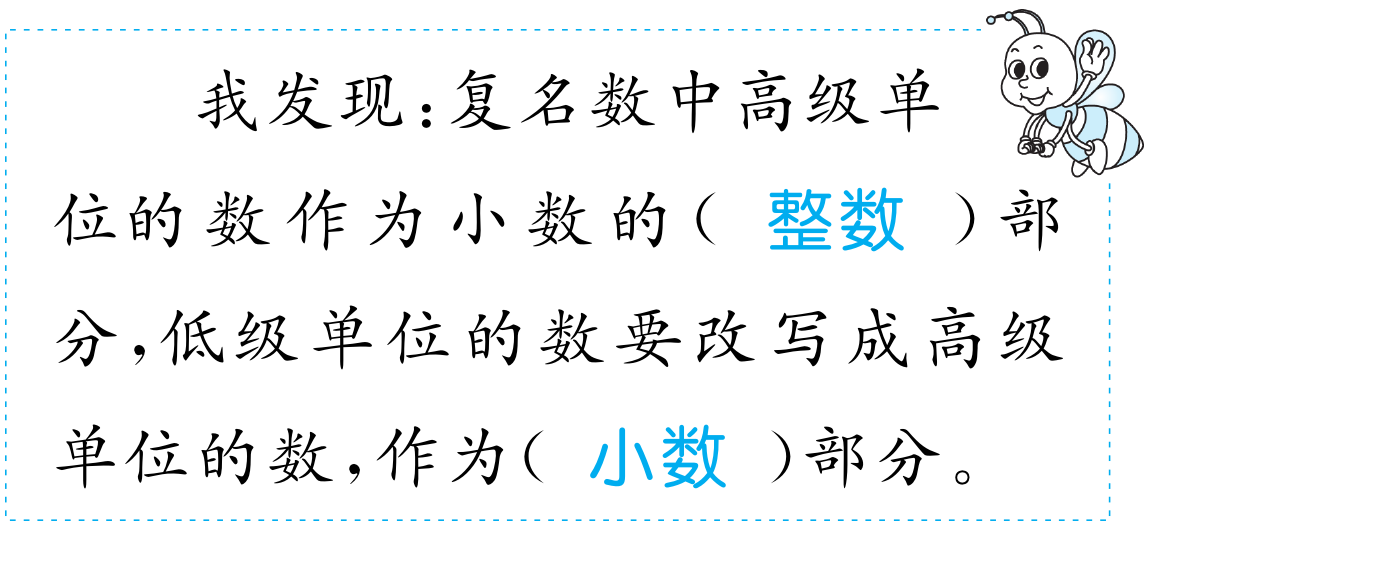 我发现:复名数中高级单
位的数作为小数的( 整数 )部
分,低级单位的数要改写成高级
单位的数,作为( 小数 )部分。